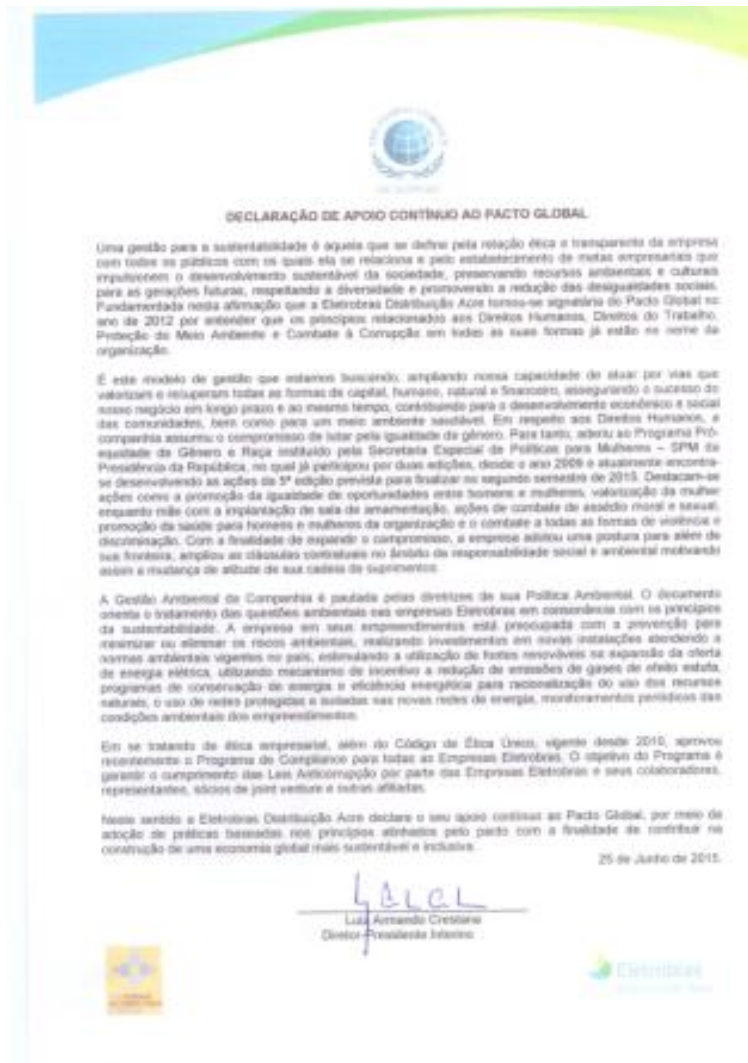 DECLARAÇÃO DE APOIO CONTÍNUO AO PACTO GLOBAL
Uma gestão para a sustentabilidade é aquela que se define pela relação ética e transparente da empresa
com todos os públicos com os quais ela se relaciona e pelo estabelecimento de metas empresariais que
impulsionem o desenvolvimento sustentável da sociedade, preservando recursos ambientais e culturais
para as gerações futuras, respeitando a diversidade e promovendo a redução das desigualdades sociais.
Fundamentada nesta afirmação que a Eletrobras Distribuição Acre tornou-se signatária do Pacto Global no
ano de 2012 por entender que os princípios relacionados aos Direitos Humanos, Direitos do Trabalho,
Proteção do Meio Ambiente e Combate à Corrupção em todas as suas formas já estão no cerne da
organização.
É este modelo de gestão que estamos buscando, ampliando nossa capacidade de atuar por vias que
valorizam e recuperam todas as formas de capital, humano, natural e financeiro, assegurando o sucesso do
nosso negócio em longo prazo e ao mesmo tempo, contribuindo para o desenvolvimento econômico e social
das comunidades, bem como para um meio ambiente saudável. Em respeito aos Direitos Humanos, a
companhia assumiu o compromisso de lutar pela igualdade de gênero. Para tanto, aderiu ao Programa Pró-
equidade de Gênero e Raça instituído pela Secretaria Especial de Políticas para Mulheres – SPM da
Presidência da República, no qual já participou por duas edições, desde o ano 2009 e atualmente encontra-
se desenvolvendo as ações da 5ª edição prevista para finalizar no segundo semestre de 2015. Destacam-se
ações como a promoção da igualdade de oportunidades entre homens e mulheres, valorização da mulher
enquanto mãe com a implantação de sala de amamentação, ações de combate de assédio moral e sexual,
promoção da saúde para homens e mulheres da organização e o combate a todas as formas de violência e
discriminação. Com a finalidade de expandir o compromisso, a empresa adotou uma postura para além de
sua fronteira, ampliou as cláusulas contratuais no âmbito da responsabilidade social e ambiental motivando
assim a mudança de atitude de sua cadeia de suprimentos.
A Gestão Ambiental da Companhia é pautada pelas diretrizes de sua Política Ambiental. O documento
orienta o tratamento das questões ambientais nas empresas Eletrobras em consonância com os princípios
da sustentabilidade. A empresa em seus empreendimentos está preocupada com a prevenção para
minimizar ou eliminar os riscos ambientais, realizando investimentos em novas instalações atendendo a
normas ambientais vigentes no país, estimulando a utilização de fontes renováveis na expansão da oferta
de energia elétrica, utilizando mecanismo de incentivo a redução de emissões de gases de efeito estufa,
programas de conservação de energia e eficiência energética para racionalização do uso dos recursos
naturais, o uso de redes protegidas e isoladas nas novas redes de energia, monitoramentos periódicos das
condições ambientais dos empreendimentos.
Em se tratando de ética empresarial, além do Código de Ética Único, vigente desde 2010, aprovou
recentemente o Programa de Compliance para todas as Empresas Eletrobras. O objetivo do Programa é
garantir o cumprimento das Leis Anticorrupção por parte das Empresas Eletrobras e seus colaboradores,
representantes, sócios de joint venture e outras afiliadas.
Neste sentido a Eletrobras Distribuição Acre declara o seu apoio contínuo ao Pacto Global, por meio da
adoção de práticas baseadas nos princípios alinhados pelo pacto com a finalidade de contribuir na
construção de uma economia global mais sustentável e inclusiva.
25 de Junho de 2015.
Luiz Armando Crestana
Diretor-Presidente Interino
Eletrobras